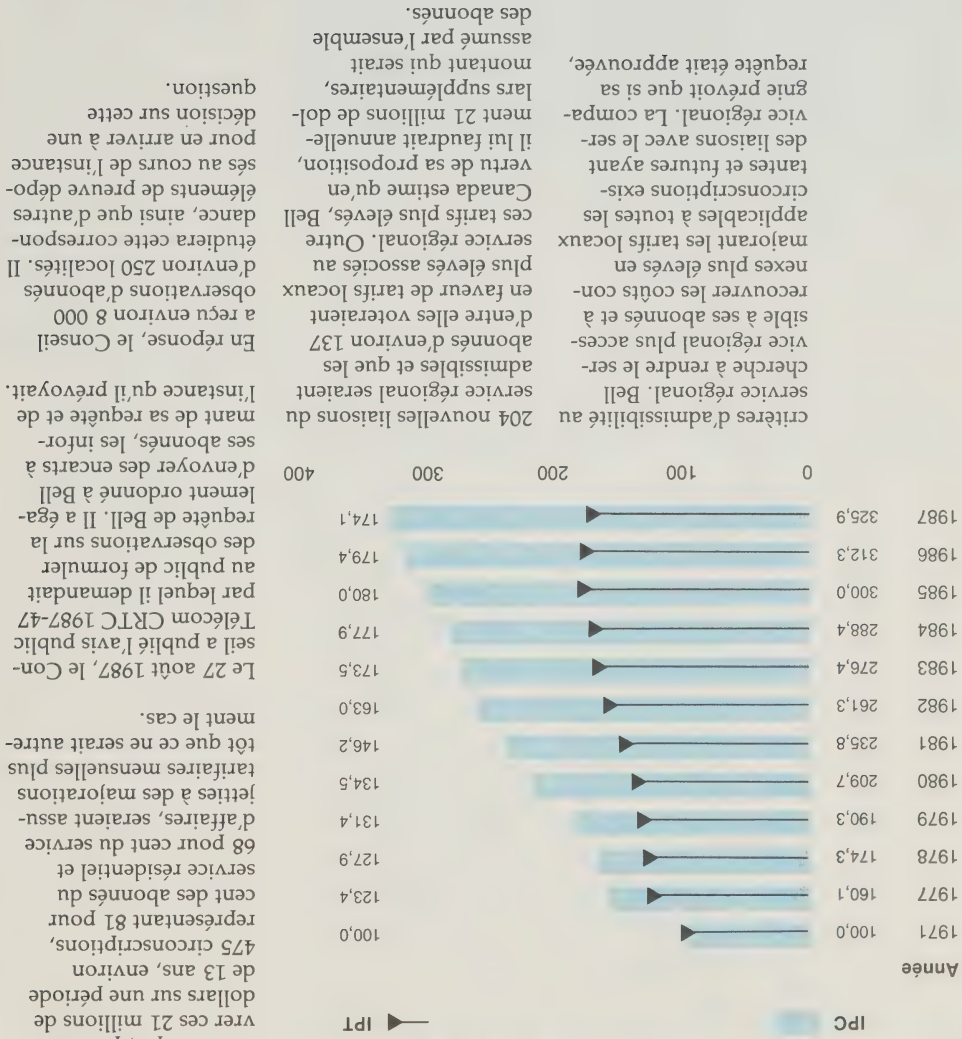 IPC IPT
Année
1971 100,0 100,0
1977 160,1 123,4
1978 174,3 127,9
1979 190,3 131,4
1980 209,7 134,5
1981 235,8 146,2
1982 261,3 163,0
1983 276,4 173,5
1984 288,4 177,9
1985 300,0 180,0
1986 312,3 179,4
1987 325,9 174,1
0 100 200 300 400
critères d'admissibilité au
service régional. Bell
cherche à rendre le ser-
vice régional plus acces-
sible à ses abonnés et à
recouvrer les coûts con-
nexes plus élevés en
majorant les tarifs locaux
applicables à toutes les
circonscriptions exis-
tantes et futures ayant
des liaisons avec le ser-
vice régional. La compa-
gnie prévoit que si sa
requête était approuvée,
204 nouvelles liaisons du
service régional seraient
admissibles et que les
abonnés d'environ 137
d'entre elles voteraient
en faveur de tarifs locaux
plus élevés associés au
service régional. Outre
ces tarifs plus élevés, Bell
Canada estime qu'en
vertu de sa proposition,
il lui faudrait annuelle-
ment 21 millions de dol-
lars supplémentaires,
montant qui serait
assumé par l'ensemble
des abonnés.
vrer ces 21 millions de
dollars sur une période
de 13 ans, environ
475 circonscriptions,
représentant 81 pour
cent des abonnés du
service résidentiel et
68 pour cent du service
d'affaires, seraient assu-
jetties à des majorations
tarifaires mensuelles plus
tôt que ce ne serait autre-
ment le cas.
Le 27 août 1987, le Con-
seil a publié l'avis public
Télécom CRTC 1987-47
par lequel il demandait
au public de formuler
des observations sur la
requête de Bell. Il a éga-
lement ordonné à Bell
d'envoyer des encarts à
ses abonnés, les infor-
mant de sa requête et de
l'instance qu'il prévoyait.
En réponse, le Conseil
a reçu environ 8 000
observations d'abonnés
d'environ 250 localités. Il
étudiera cette correspon-
dance, ainsi que d'autres
éléments de preuve dépo-
sés au cours de l'instance
pour en arriver à une
décision sur cette
question.